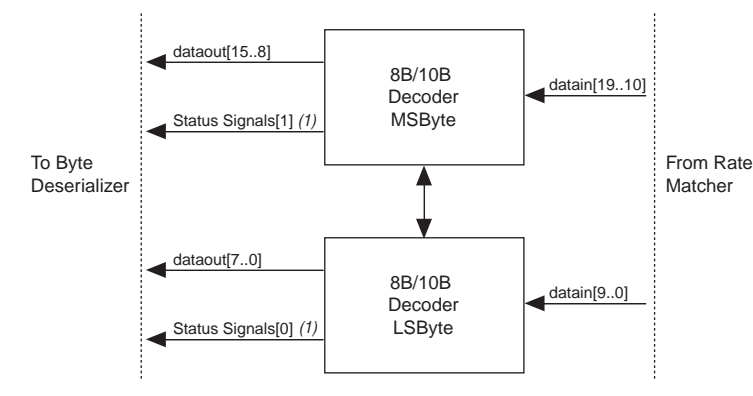 dataout[15..8]
8B/10B
Decoder
MSByte
datain[19..10]
Status Signals[1] (1)
To Byte
Deserializer
From Rate
Matcher
dataout[7..0]
8B/10B
Decoder
LSByte
datain[9..0]
Status Signals[0] (1)